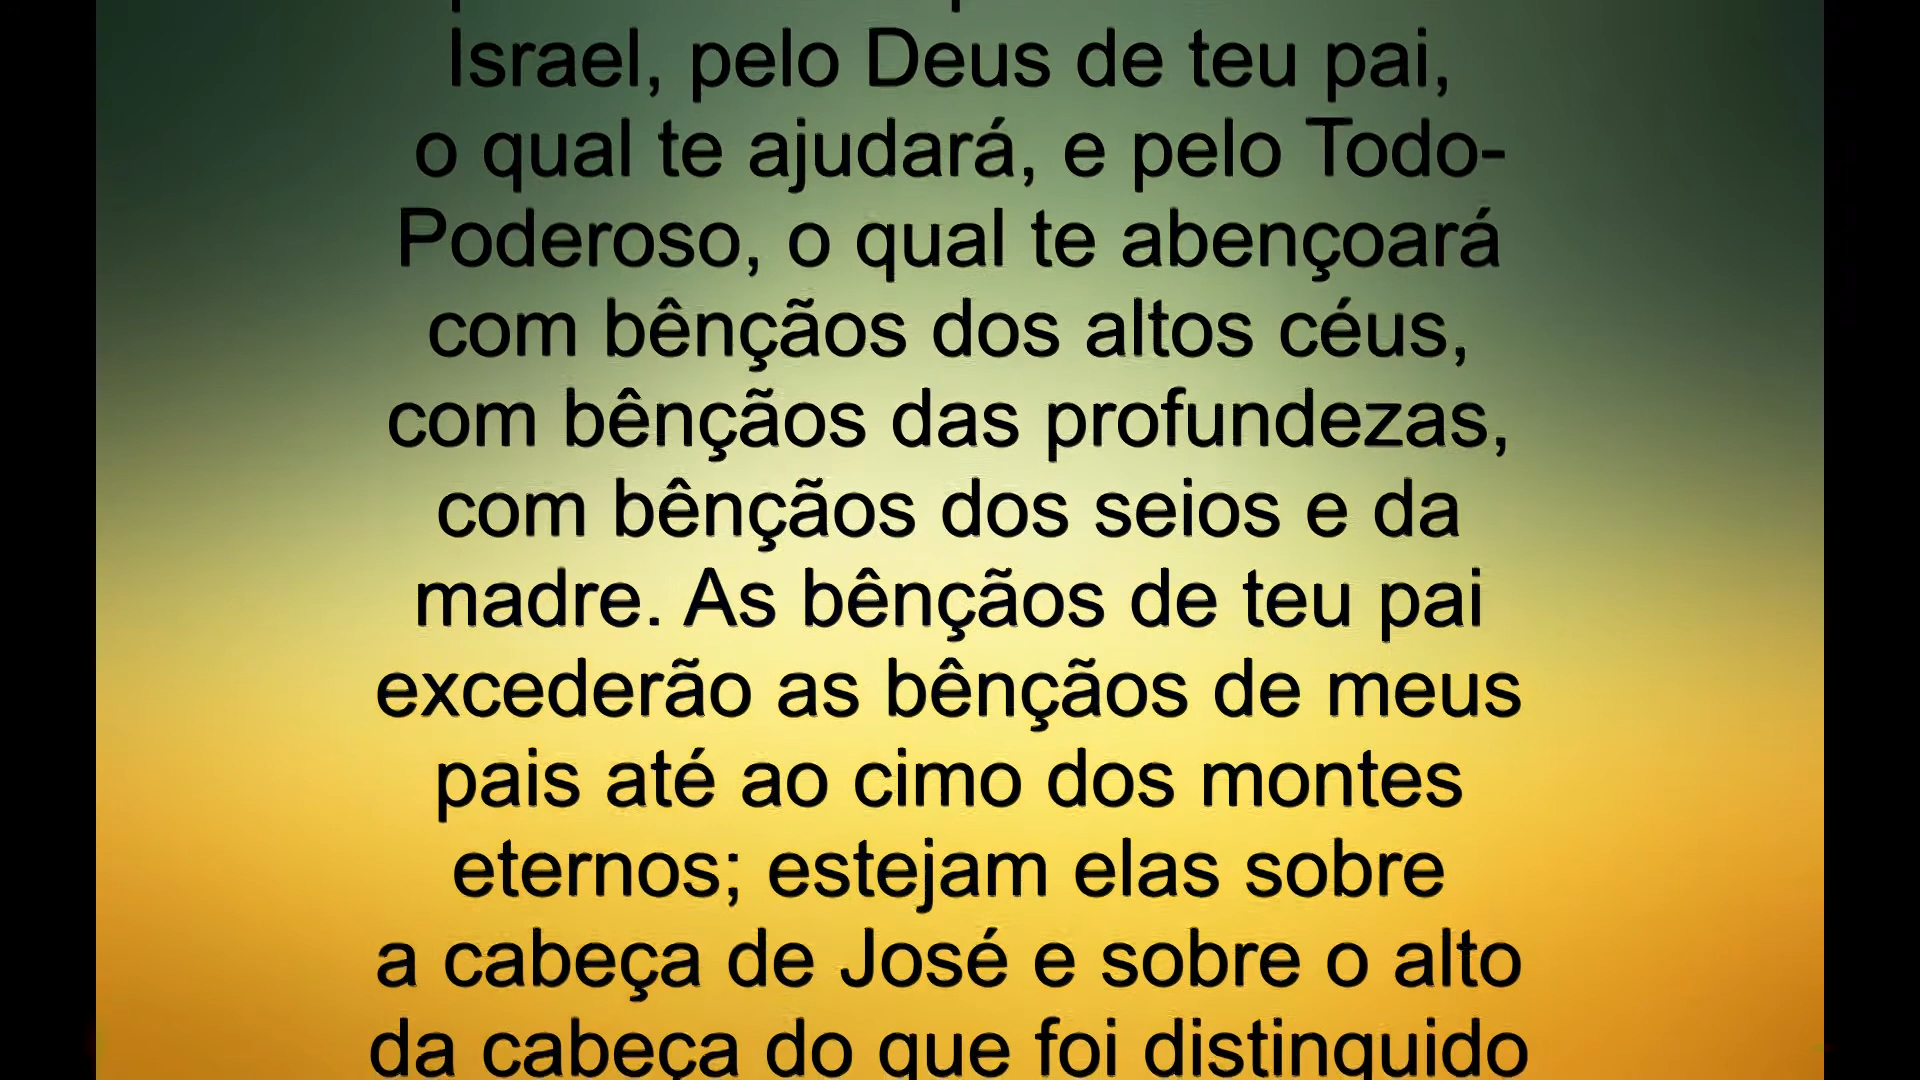 Israel, pelo Deus de teu pai,
o qual te ajudará, e pelo Todo-
Poderoso, o qual te abençoará
com bênçãos dos altos céus,
com bênçãos das profundezas,
com bênçãos dos seios e da
madre. As bênçãos de teu pai
excederão as bênçãos de meus
pais até ao cimo dos montes
eternos; estejam elas sobre
a cabeça de José e sobre o alto
da cabeça do que foi distinguido